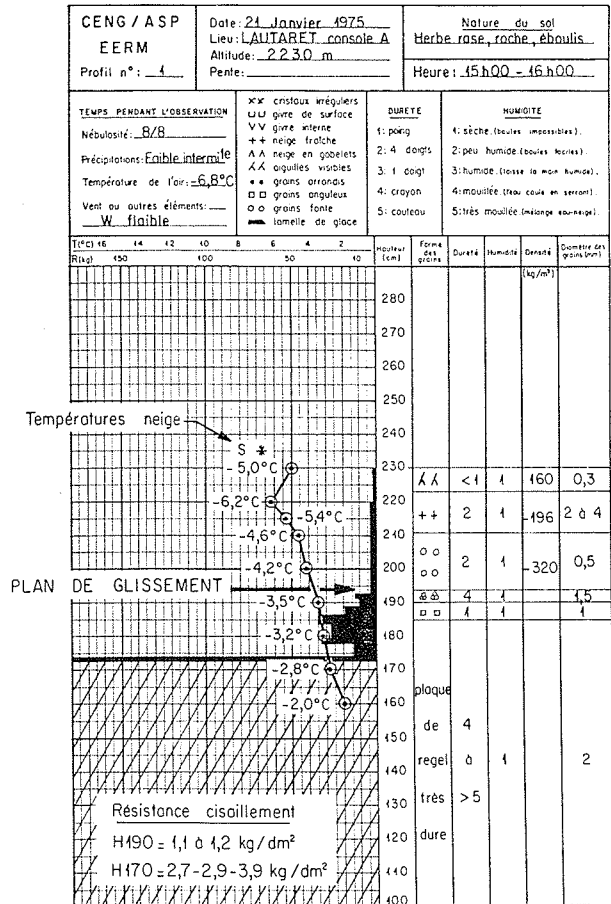 CENG / ASP
EERM
Profil n° : 1
Date : 21 Janvier 1975
Lieu : LAUTARET console A
Altitude : 2230 m
Pente :
Nature du sol
Herbe rase, roche, éboulis
Heure : 15h00 - 16h00
TEMPS PENDANT L'OBSERVATION
Nébulosité : 8/8
Précipitations : Faible intermite
Température de l'air : -6,8°C
Vent ou autres éléments :
W flaible
×× cristaux irréguliers
⊔⊔ givre de surface
VV givre interne
++ neige fraîche
ΛΛ neige en gobelets
aiguilles visibles
•• grains arrondis
□□ grains anguleux
○○ grains fonte
lamelle de glace
DURETE
1 : poing
2 : 4 doigts
3 : 1 doigt
4 : crayon
5 : couteau
HUMIDITE
1 : sèche (boules impossibles).
2 : peu humide (boules faciles).
3 : humide (laisse la main humide).
4 : mouillée (l'eau coule en serrant).
5 : très mouillée (mélange eau-neige).
T(°C) 16 14 12 10 8 6 4 2
R(kg) 150 100 50 10
Hauteur (cm)
Forme des grains
Dureté
Humidité
Densité (kg/m³)
Diamètre des grains (mm)
280
270
260
250
240
230
220
240
200
190
180
170
160
150
140
130
120
110
100
Températures neige
S
-5,0°C
-6,2°C
-5,4°C
-4,6°C
-4,2°C
PLAN DE GLISSEMENT
-3,5°C
-3,2°C
-2,8°C
-2,0°C
<1 1 160 0,3
++ 2 1 -196 2 à 4
○○
○○ 2 1 -320 0,5
4 1 1,5
□□ 1 1 1
plaque
de 4
regel à 1 2
très >5
dure
Résistance cisaillement
H190 = 1,1 à 1,2 kg/dm²
H170 = 2,7-2,9-3,9 kg/dm²